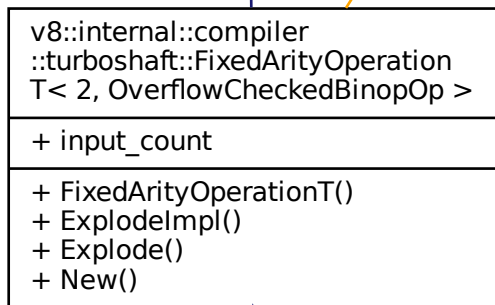 v8::internal::compiler
::turboshaft::FixedArityOperation
T< 2, OverflowCheckedBinopOp >
+ input_count
+ FixedArityOperationT()
+ ExplodeImpl()
+ Explode()
+ New()